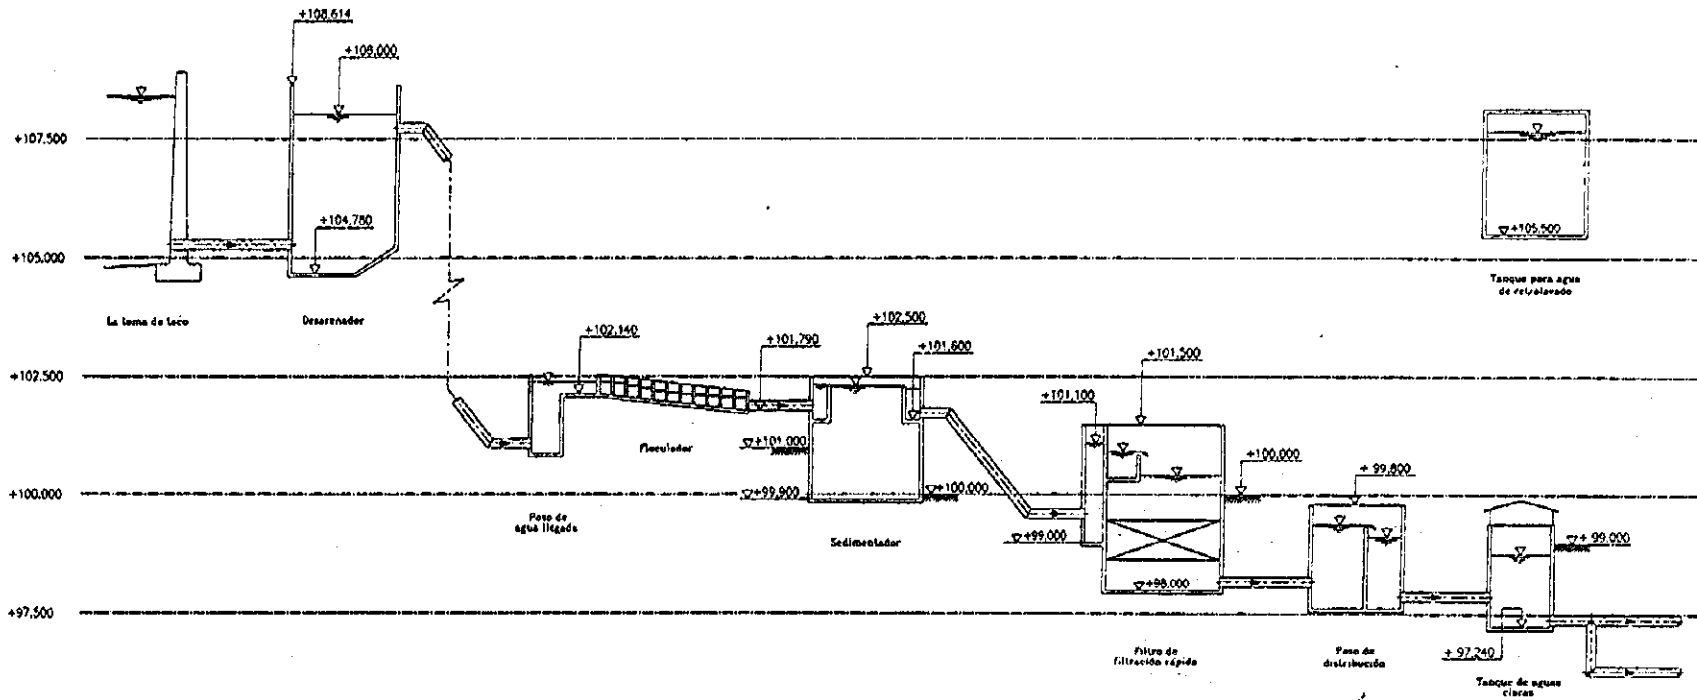 +108,614
+108,000
+107.500
+104,780
+105,500
+105.000
Tanque para agua
de retrolavado
La toma de Loco
Desarenador
+102,140
+101,790
+102,500
+101,600
+101,500
+102.500
+101,100
+101,000
Floculador
+100,000
+ 99,800
+100.000
+99,900
+100,000
Poso de
agua llegada
Sedimentador
+99,000
+ 99,000
+98,000
+97.500
Filtro de
filtración rápida
Poso de
distribución
+ 97,240
Tanque de aguas
claras